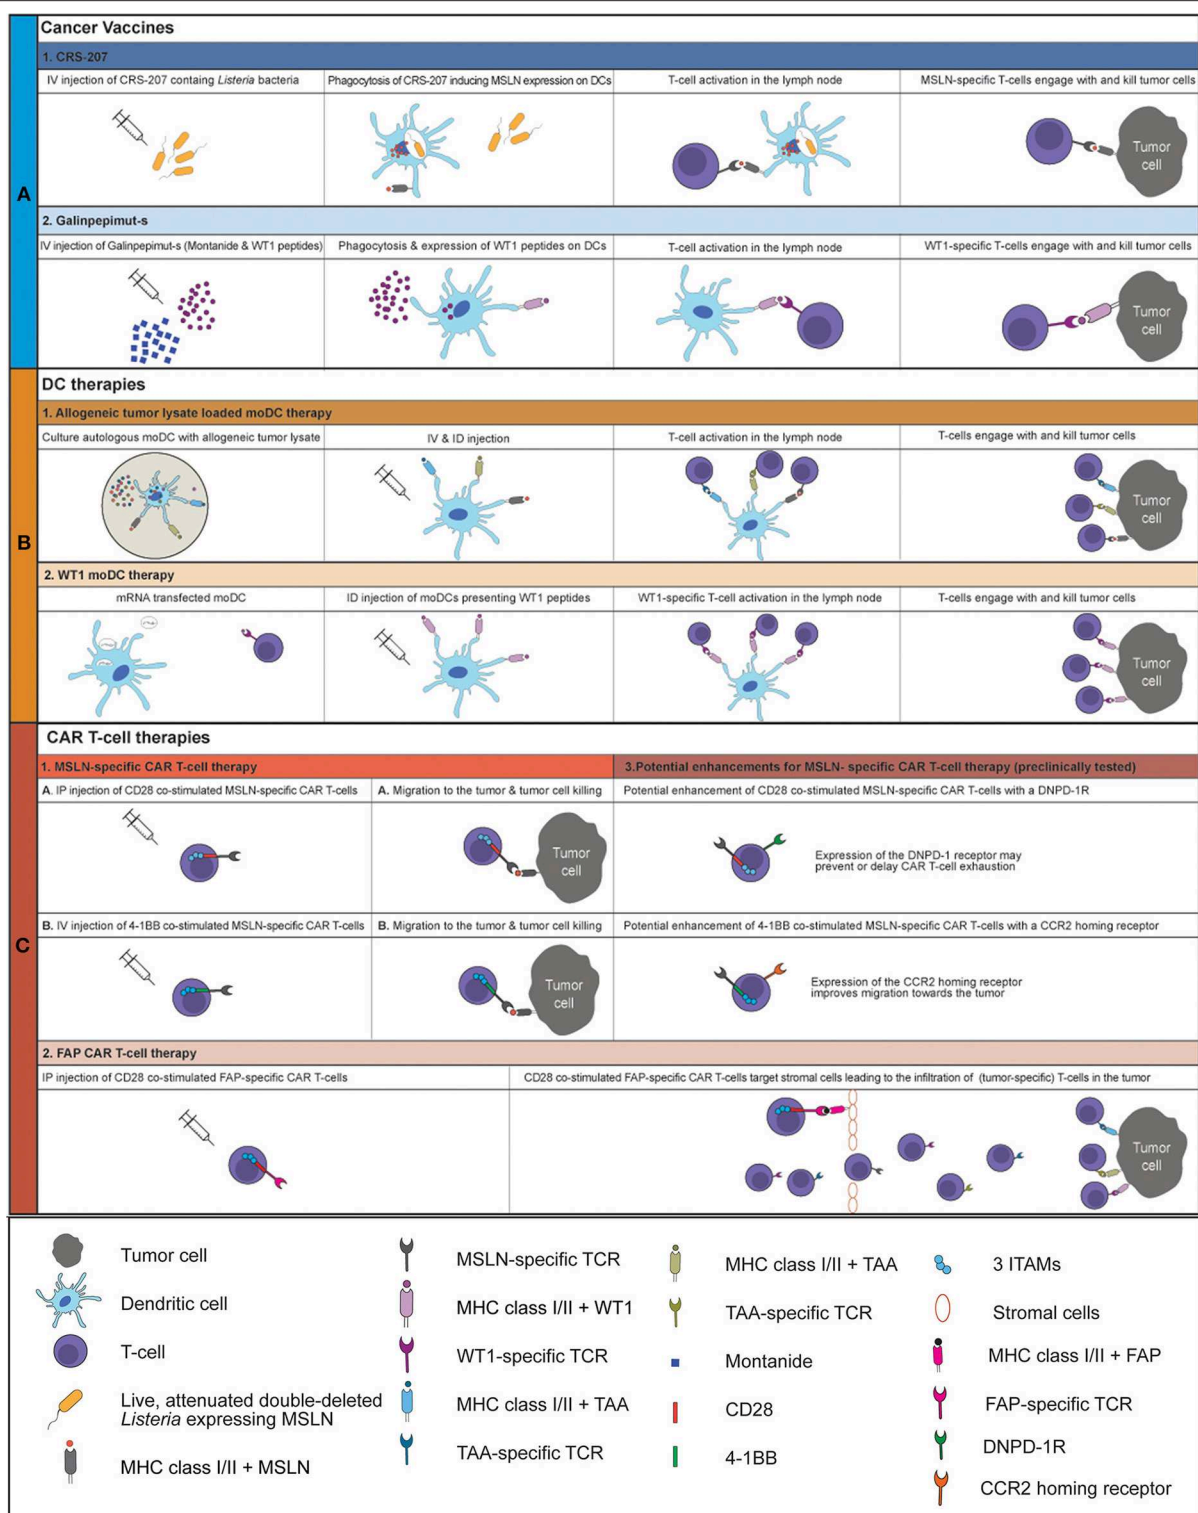 A
Cancer Vaccines
1. CRS-207
IV injection of CRS-207 containg Listeria bacteria
Phagocytosis of CRS-207 inducing MSLN expression on DCs
T-cell activation in the lymph node
MSLN-specific T-cells engage with and kill tumor cells
Tumor
cell
2. Galinpepimut-s
IV injection of Galinpepimut-s (Montanide & WT1 peptides)
Phagocytosis & expression of WT1 peptides on DCs
T-cell activation in the lymph node
WT1-specific T-cells engage with and kill tumor cells
Tumor
cell
B
DC therapies
1. Allogeneic tumor lysate loaded moDC therapy
Culture autologous moDC with allogeneic tumor lysate
IV & ID injection
T-cell activation in the lymph node
T-cells engage with and kill tumor cells
Tumor
cell
2. WT1 moDC therapy
mRNA transfected moDC
ID injection of moDCs presenting WT1 peptides
WT1-specific T-cell activation in the lymph node
T-cells engage with and kill tumor cells
Tumor
cell
C
CAR T-cell therapies
1. MSLN-specific CAR T-cell therapy
3.Potential enhancements for MSLN- specific CAR T-cell therapy (preclinically tested)
A. IP injection of CD28 co-stimulated MSLN-specific CAR T-cells
A. Migration to the tumor & tumor cell killing
Potential enhancement of CD28 co-stimulated MSLN-specific CAR T-cells with a DNPD-1R
Tumor
cell
Expression of the DNPD-1 receptor may
prevent or delay CAR T-cell exhaustion
B. IV injection of 4-1BB co-stimulated MSLN-specific CAR T-cells
B. Migration to the tumor & tumor cell killing
Potential enhancement of 4-1BB co-stimulated MSLN-specific CAR T-cells with a CCR2 homing receptor
Tumor
cell
Expression of the CCR2 homing receptor
improves migration towards the tumor
2. FAP CAR T-cell therapy
IP injection of CD28 co-stimulated FAP-specific CAR T-cells
CD28 co-stimulated FAP-specific CAR T-cells target stromal cells leading to the infiltration of (tumor-specific) T-cells in the tumor
Tumor
cell
Tumor cell
Dendritic cell
T-cell
Live, attenuated double-deleted
Listeria expressing MSLN
MHC class I/II + MSLN
MSLN-specific TCR
MHC class I/II + WT1
WT1-specific TCR
MHC class I/II + TAA
TAA-specific TCR
MHC class I/II + TAA
TAA-specific TCR
Montanide
CD28
4-1BB
3 ITAMs
Stromal cells
MHC class I/II + FAP
FAP-specific TCR
DNPD-1R
CCR2 homing receptor